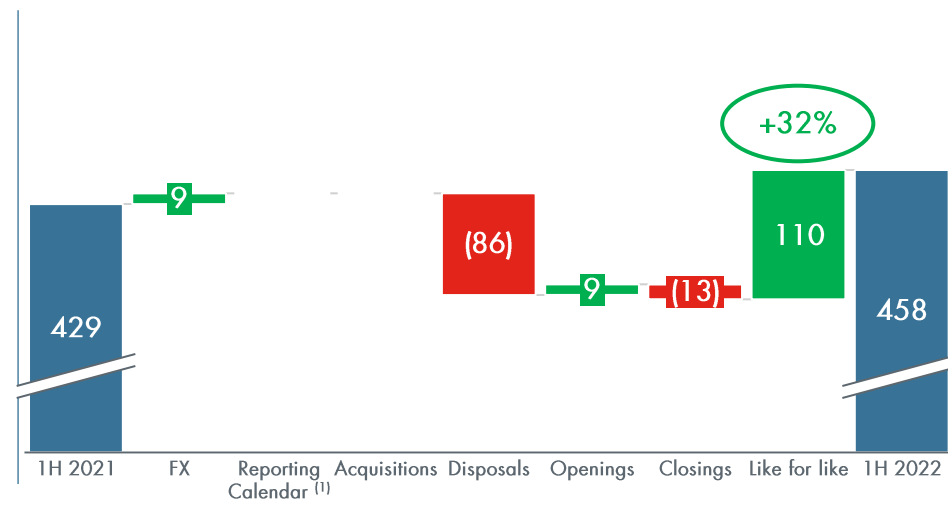 +32%
9
(86)
110
9
(13)
458
429
1H 2021
FX
Reporting
Calendar (1)
Acquisitions
Disposals
Openings
Closings
Like for like
1H 2022